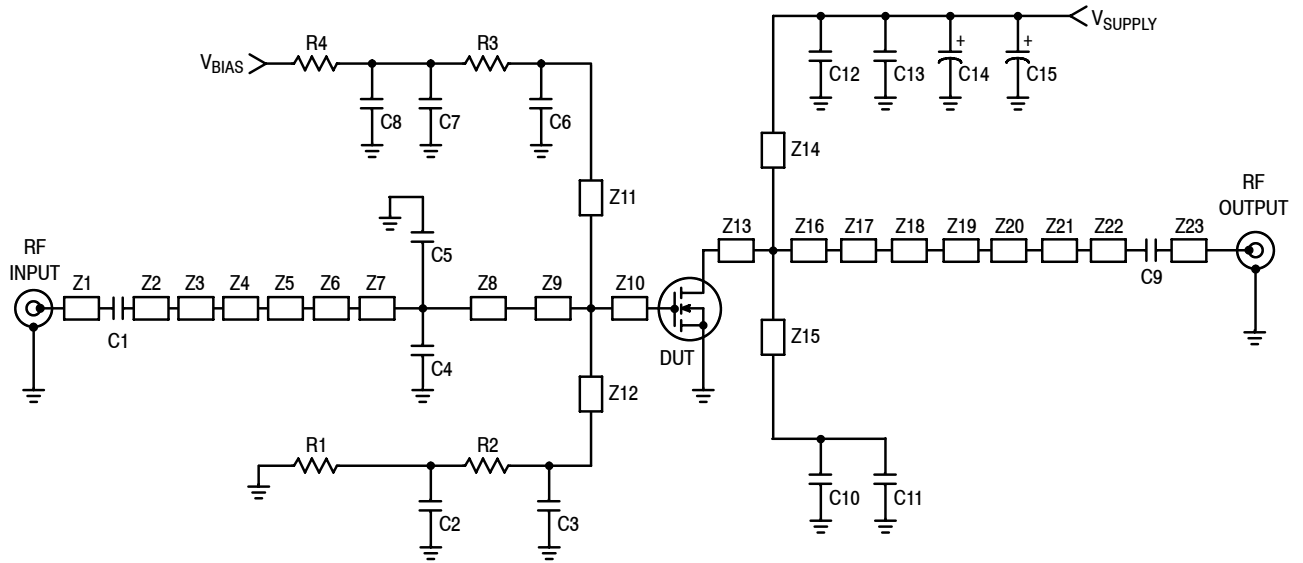 VBIAS
R4
R3
C8
C7
C6
Z11
VSUPPLY
+
+
C12
C13
C14
C15
Z14
RF
INPUT
Z1
C1
Z2
Z3
Z4
Z5
Z6
Z7
C5
C4
Z8
Z9
Z10
DUT
Z12
Z13
Z16
Z17
Z18
Z19
Z20
Z21
Z22
C9
Z23
RF
OUTPUT
Z15
R1
R2
C2
C3
C10
C11